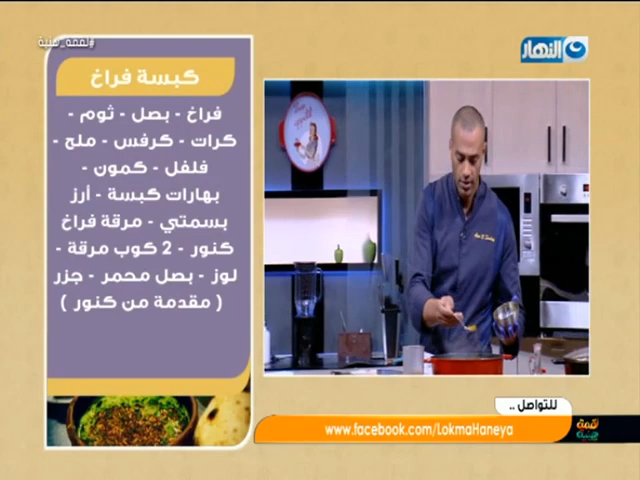 #لقمة_هنية
النهار
كبسة فراخ
فراخ - بصل - ثوم -
كرات - كرفس - ملح -
فلفل - كمون -
بهارات كبسة - أرز
بسمتي - مرقة فراخ
كنور - 2 كوب مرقة -
لوز - بصل محمر - جزر
( مقدمة من كنور )
للتواصل ..
www.facebook.com/LokmaHaneya
لقمة
هنية